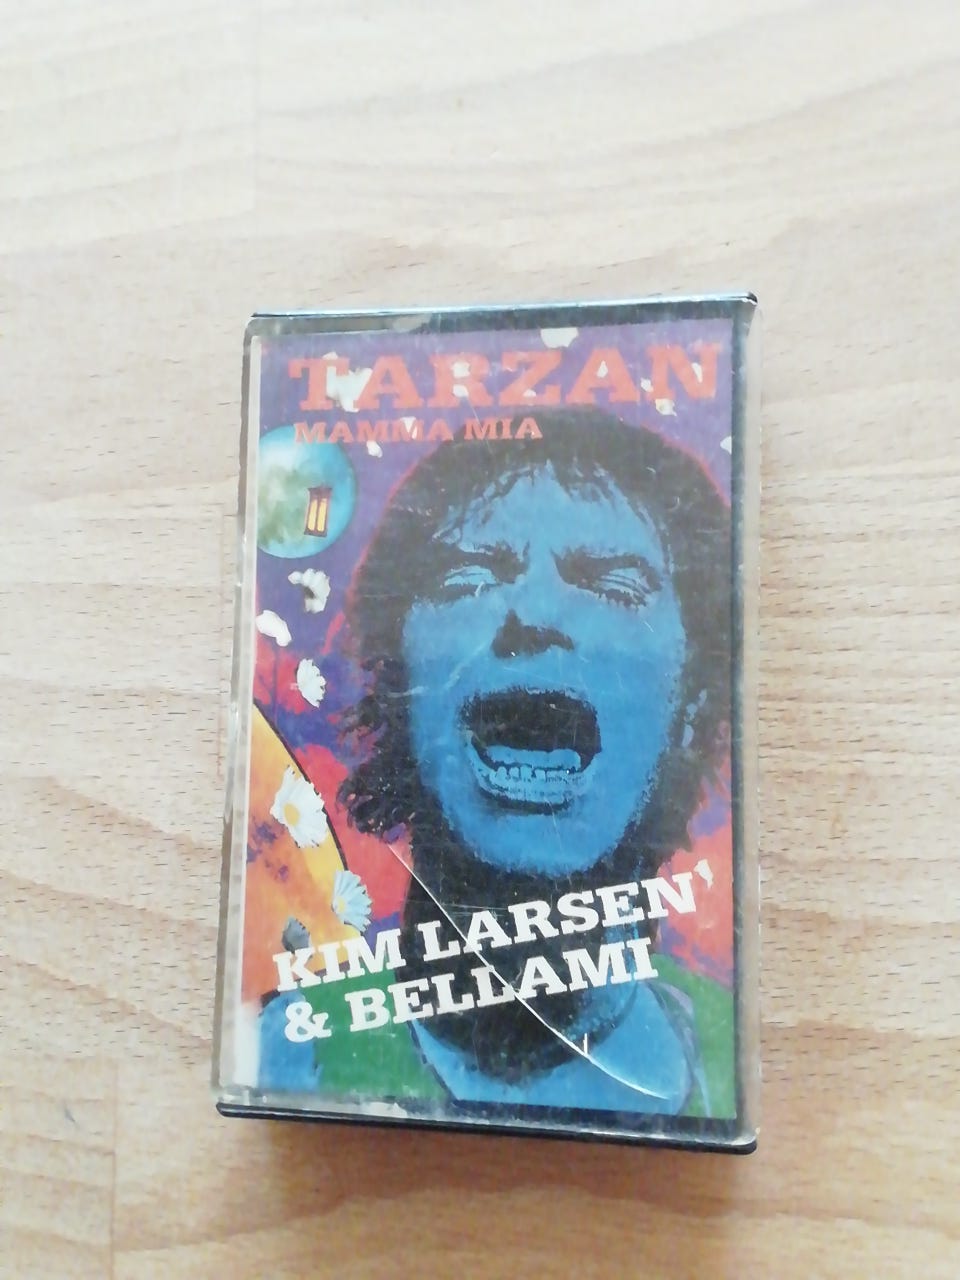 TARZAN
MAMMA MIA
KIM LARSEN'
& BELLAMI